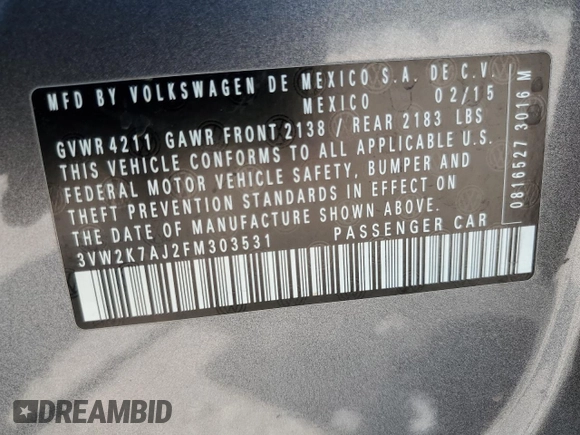 MFD BY VOLKSWAGEN DE MEXICO S.A. DE C.V.
MEXICO 02/15
GVWR 4211 GAWR FRONT 2138 / REAR 2183 LBS
THIS VEHICLE CONFORMS TO ALL APPLICABLE U.S.
FEDERAL MOTOR VEHICLE SAFETY, BUMPER AND
THEFT PREVENTION STANDARDS IN EFFECT ON
THE DATE OF MANUFACTURE SHOWN ABOVE.
3VW2K7AJ2FM303531 PASSENGER CAR
0816527 3016 M
DREAMBID